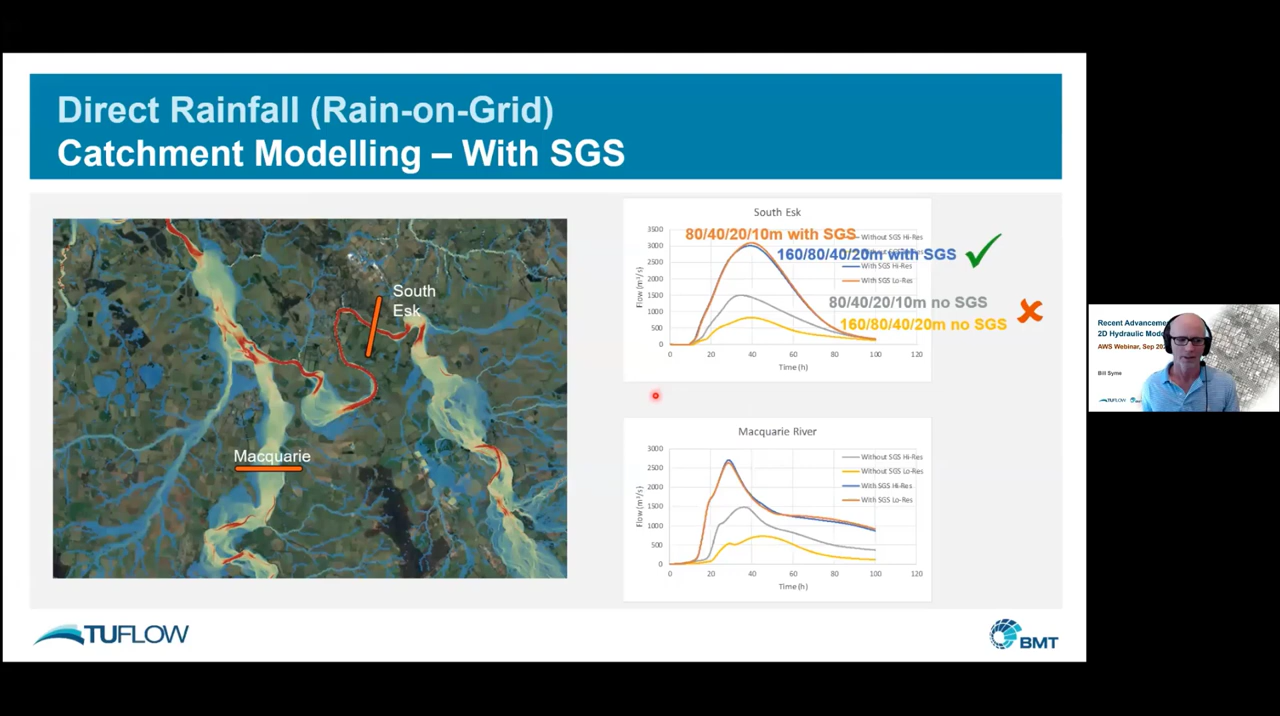 Direct Rainfall (Rain-on-Grid)
Catchment Modelling – With SGS
South
Esk
Macquarie
South Esk
3500
3000
2500
2000
1500
1000
500
0
Flow (m³/s)
0 20 40 60 80 100 120
Time (h)
80/40/20/10m with SGS
160/80/40/20m with SGS
80/40/20/10m no SGS
160/80/40/20m no SGS
Without SGS Hi-Res
With SGS Hi-Res
With SGS Lo-Res
Macquarie River
3000
2500
2000
1500
1000
500
0
Flow (m³/s)
0 20 40 60 80 100 120
Time (h)
Without SGS Hi-Res
Without SGS Lo-Res
With SGS Hi-Res
With SGS Lo-Res
TUFLOW
BMT
Recent
2D Hydraulic
AWS Webinar, Sep
Bill Syme
TUFLOW